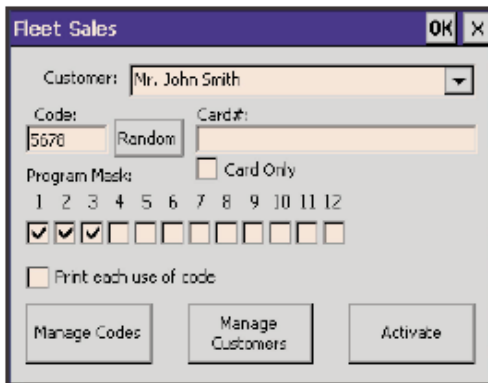 Fleet Sales OK X
Customer: Mr. John Smith
Code: Card#:
5678 Random
Card Only
Program Mask:
1 2 3 4 5 6 7 8 9 10 11 12
Print each use of code
Manage Codes Manage Customers Activate